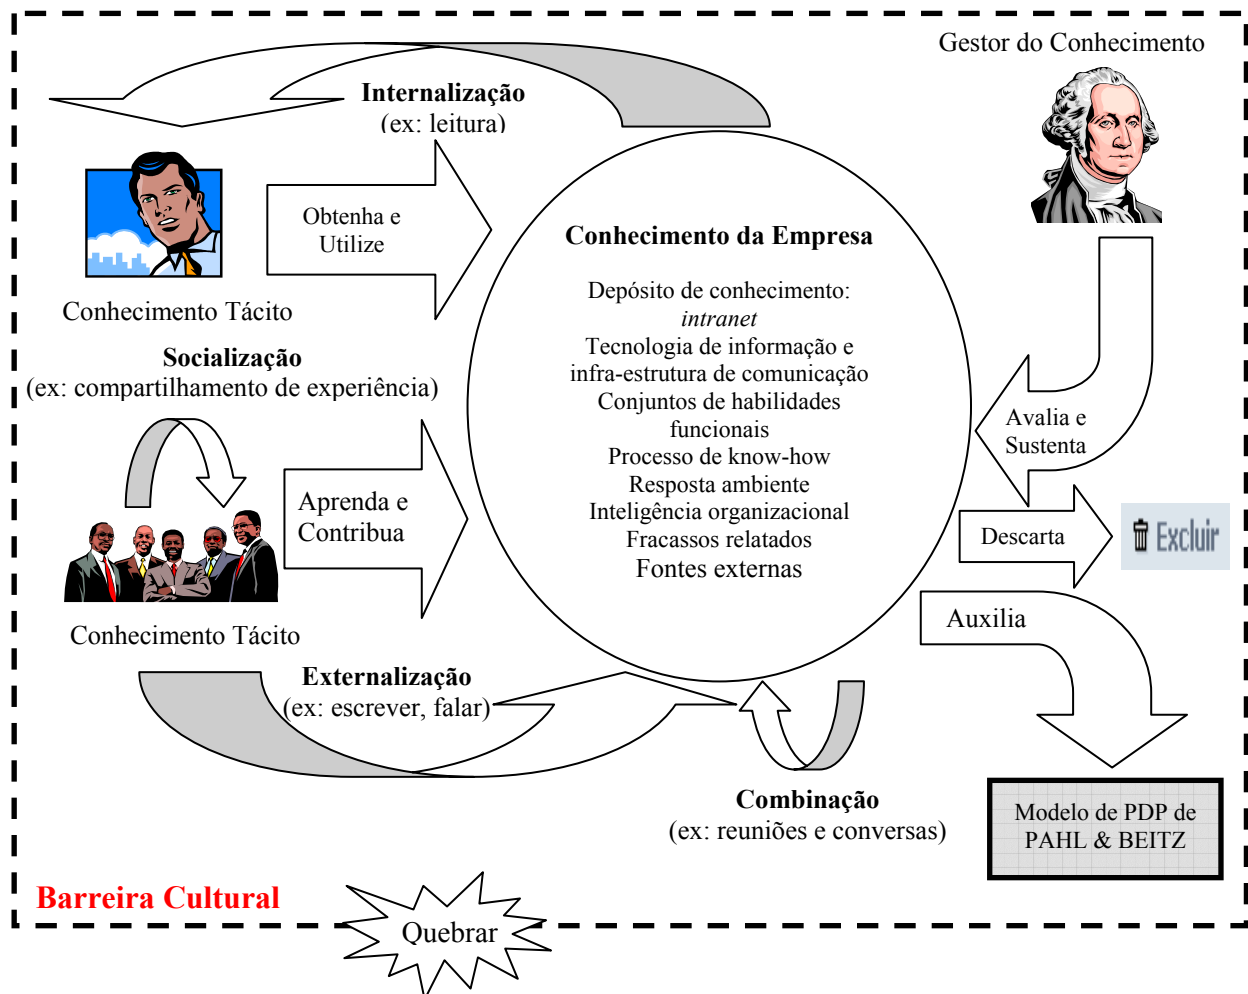 Gestor do Conhecimento
Internalização
(ex: leitura)
Obtenha e
Utilize
Conhecimento Tácito
Socialização
(ex: compartilhamento de experiência)
Aprenda e
Contribua
Conhecimento Tácito
Conhecimento da Empresa
Depósito de conhecimento:
intranet
Tecnologia de informação e
infra-estrutura de comunicação
Conjuntos de habilidades
funcionais
Processo de know-how
Resposta ambiente
Inteligência organizacional
Fracassos relatados
Fontes externas
Avalia e
Sustenta
Descarta
Excluir
Auxilia
Externalização
(ex: escrever, falar)
Combinação
(ex: reuniões e conversas)
Modelo de PDP de
PAHL & BEITZ
Barreira Cultural
Quebrar